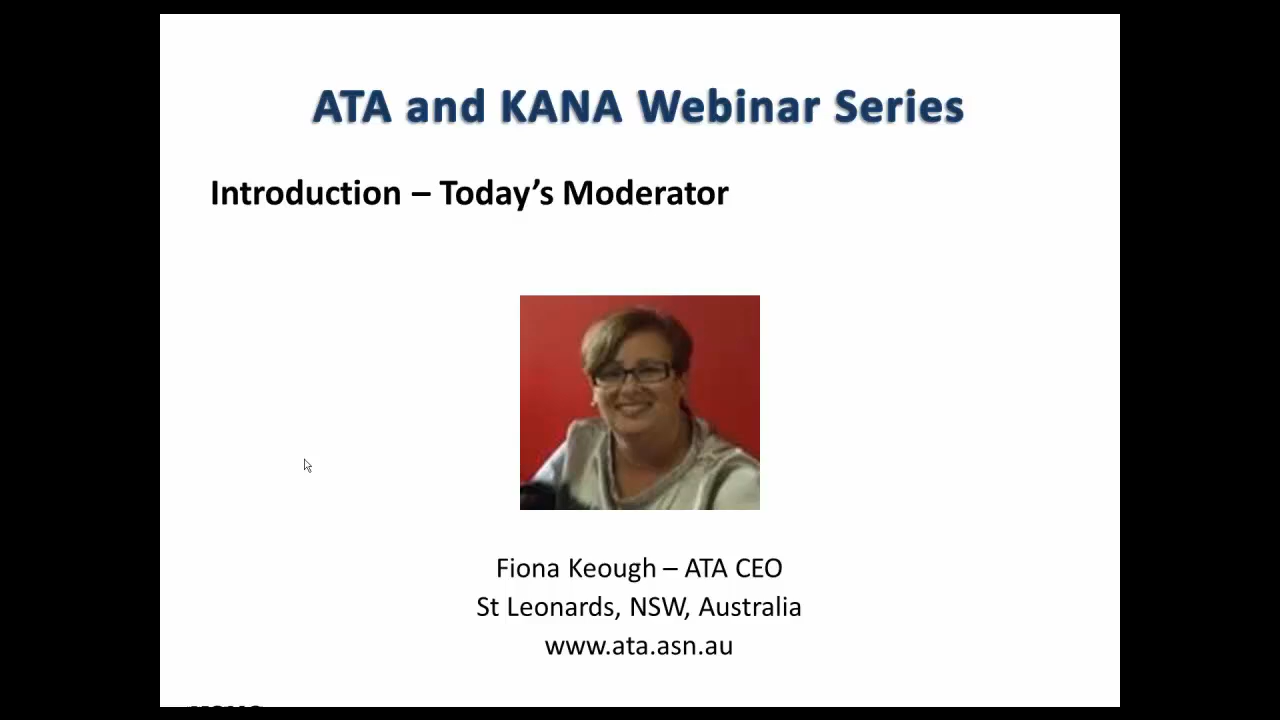 ATA and KANA Webinar Series
Introduction – Today’s Moderator
Fiona Keough – ATA CEO
St Leonards, NSW, Australia
www.ata.asn.au